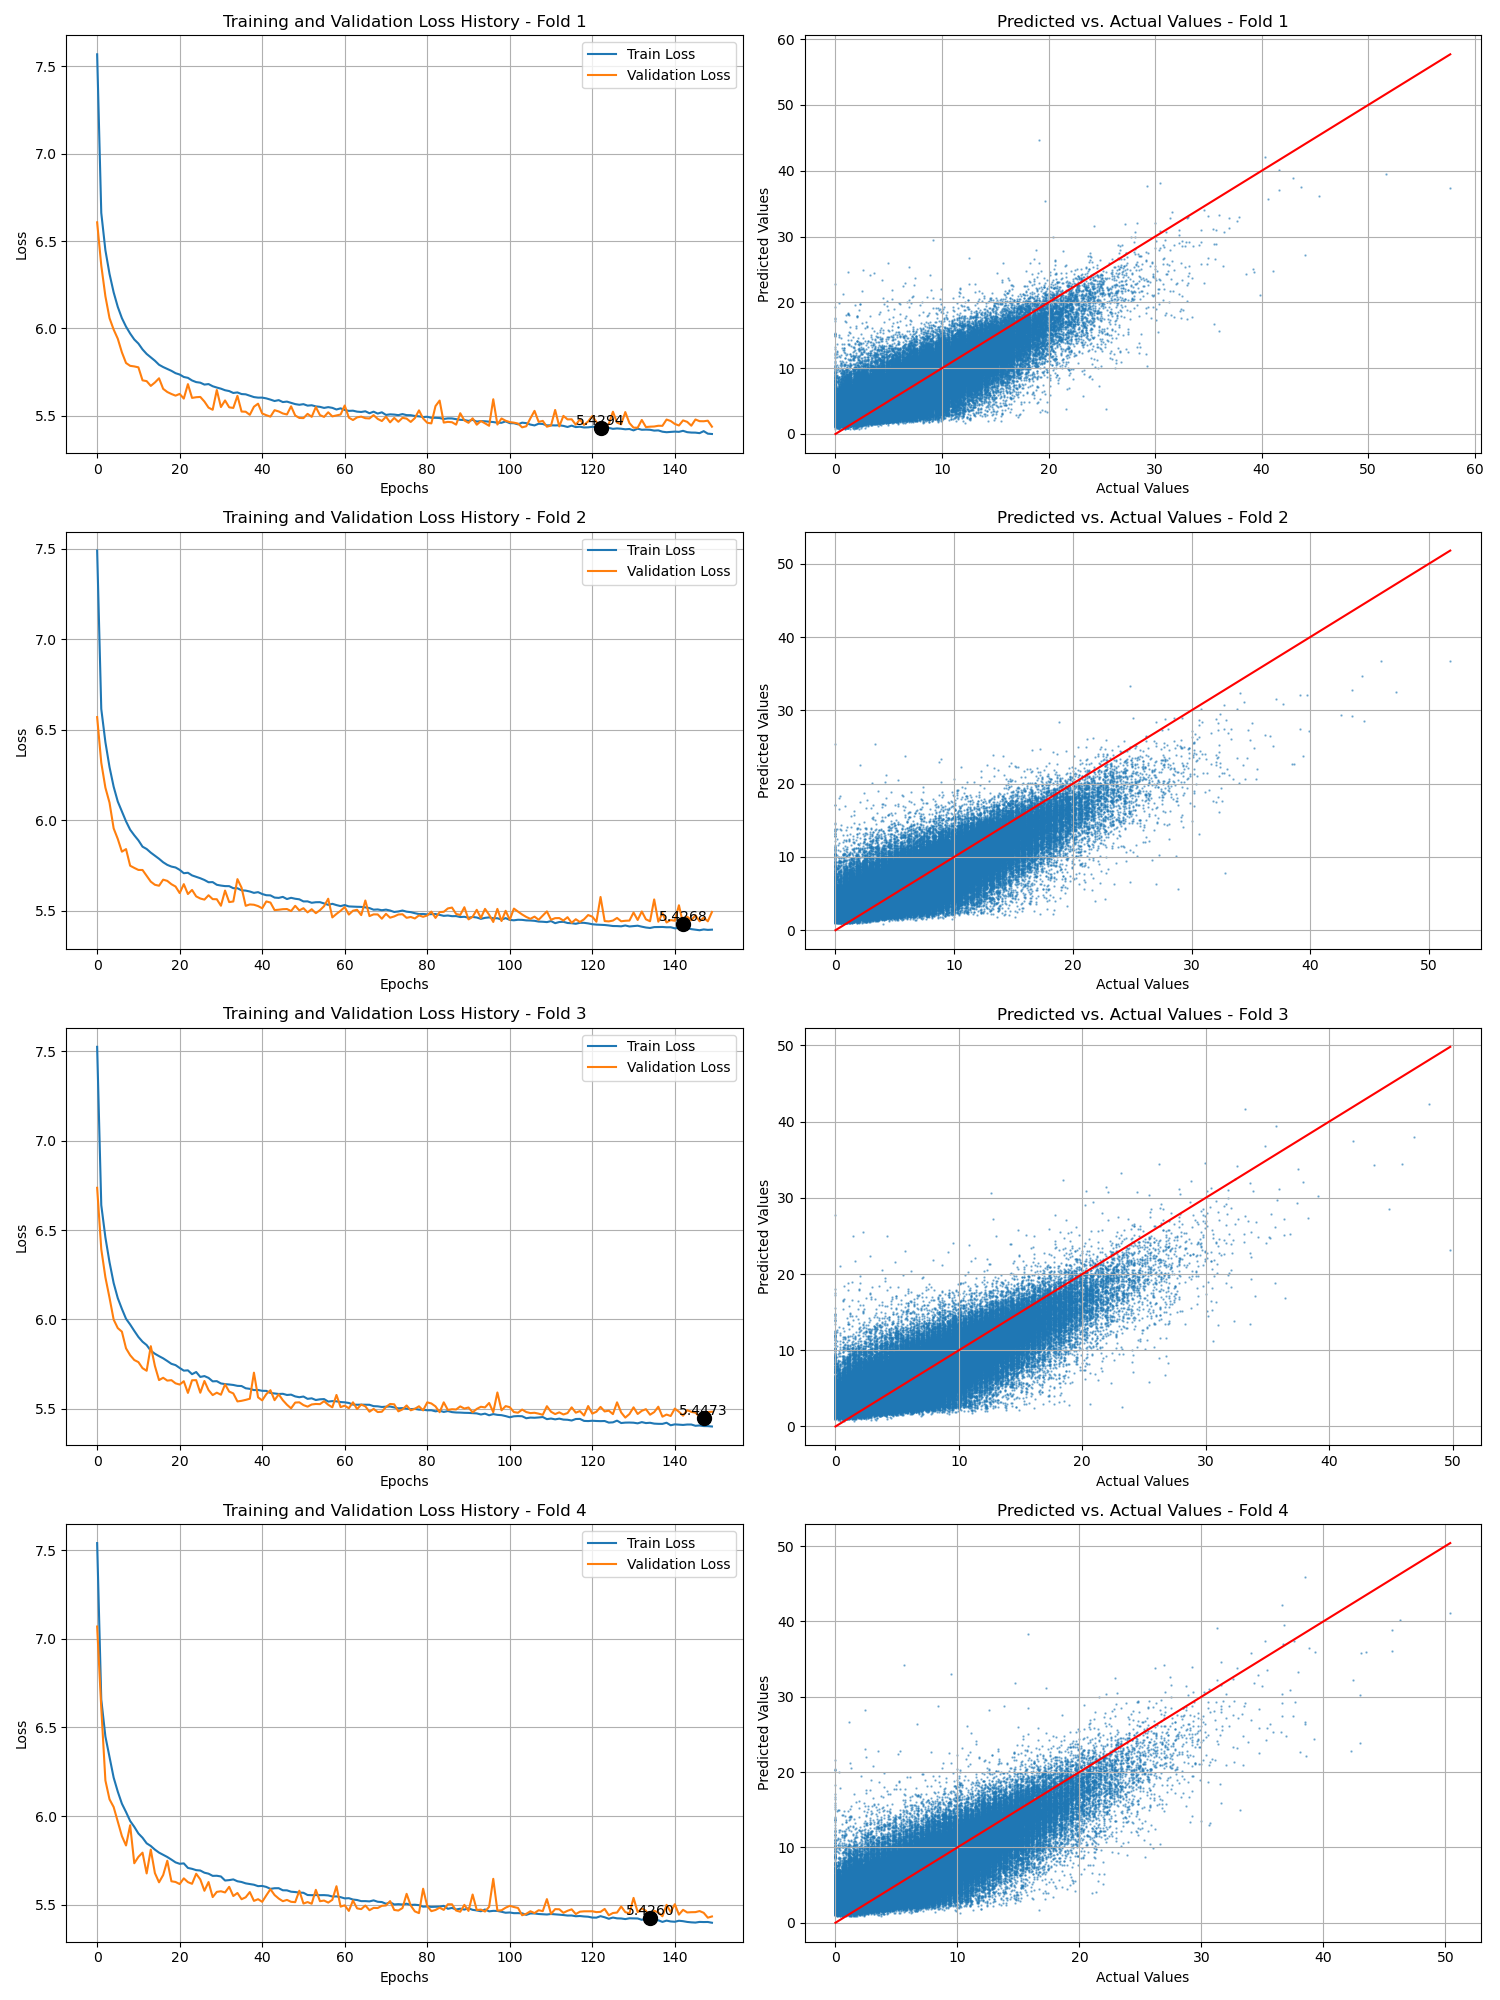 Training and Validation Loss History - Fold 1
Train Loss
Validation Loss
7.5
7.0
6.5
6.0
5.5
Loss
5.4294
0 20 40 60 80 100 120 140
Epochs
Predicted vs. Actual Values - Fold 1
60
50
40
30
20
10
0
Predicted Values
0 10 20 30 40 50 60
Actual Values
Training and Validation Loss History - Fold 2
Train Loss
Validation Loss
7.5
7.0
6.5
6.0
5.5
Loss
5.4268
0 20 40 60 80 100 120 140
Epochs
Predicted vs. Actual Values - Fold 2
50
40
30
20
10
0
Predicted Values
0 10 20 30 40 50
Actual Values
Training and Validation Loss History - Fold 3
Train Loss
Validation Loss
7.5
7.0
6.5
6.0
5.5
Loss
5.4473
0 20 40 60 80 100 120 140
Epochs
Predicted vs. Actual Values - Fold 3
50
40
30
20
10
0
Predicted Values
0 10 20 30 40 50
Actual Values
Training and Validation Loss History - Fold 4
Train Loss
Validation Loss
7.5
7.0
6.5
6.0
5.5
Loss
5.4260
0 20 40 60 80 100 120 140
Epochs
Predicted vs. Actual Values - Fold 4
50
40
30
20
10
0
Predicted Values
0 10 20 30 40 50
Actual Values